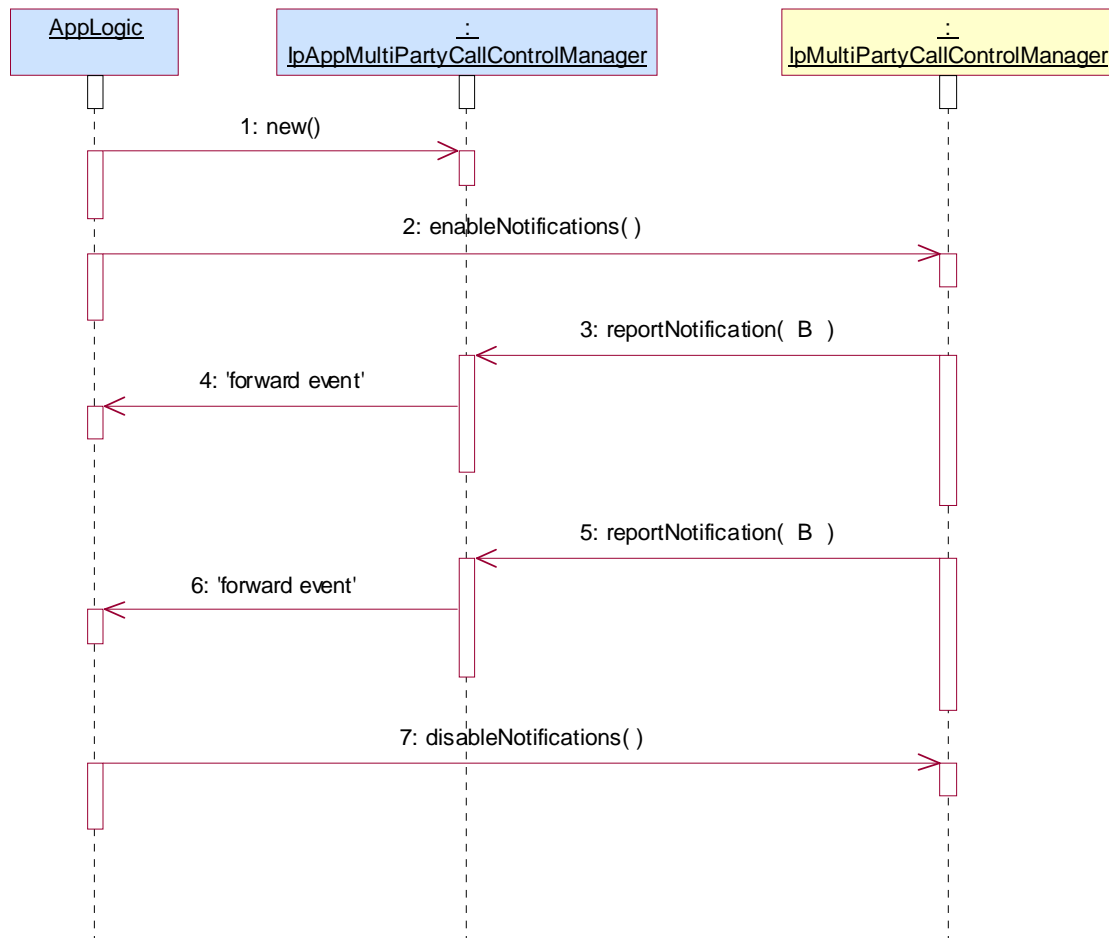 AppLogic
:
IpAppMultiPartyCallControlManager
:
IpMultiPartyCallControlManager
1: new()
2: enableNotifications( )
3: reportNotification( B )
4: 'forward event'
5: reportNotification( B )
6: 'forward event'
7: disableNotifications( )